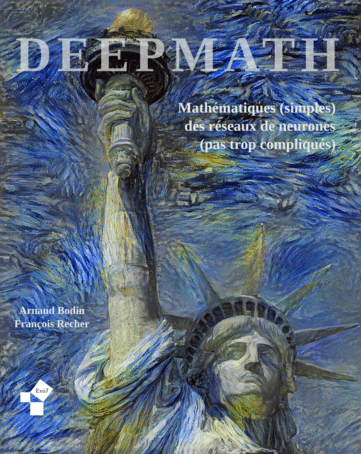 DEEPMATH
Mathématiques (simples)
des réseaux de neurones
(pas trop compliqués)
Arnaud Bodin
François Recher
Exo7